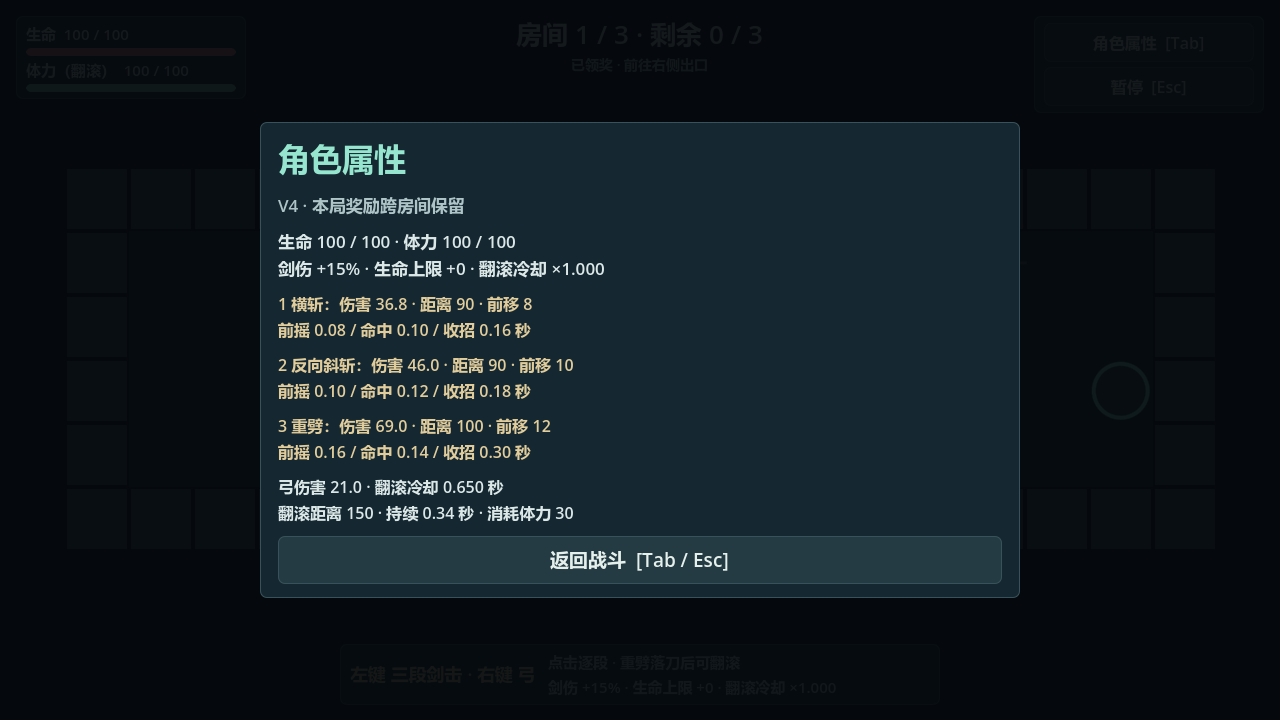 生命 100 / 100
体力 (翻滚) 100 / 100
房间 1 / 3 · 剩余 0 / 3
已领奖 · 前往右侧出口
角色属性 [Tab]
暂停 [Esc]
角色属性
V4 · 本局奖励跨房间保留
生命 100 / 100 · 体力 100 / 100
剑伤 +15% · 生命上限 +0 · 翻滚冷却 ×1.000
1 横斩：伤害 36.8 · 距离 90 · 前移 8
前摇 0.08 / 命中 0.10 / 收招 0.16 秒
2 反向斜斩：伤害 46.0 · 距离 90 · 前移 10
前摇 0.10 / 命中 0.12 / 收招 0.18 秒
3 重劈：伤害 69.0 · 距离 100 · 前移 12
前摇 0.16 / 命中 0.14 / 收招 0.30 秒
弓伤害 21.0 · 翻滚冷却 0.650 秒
翻滚距离 150 · 持续 0.34 秒 · 消耗体力 30
返回战斗 [Tab / Esc]
左键 三段剑击 · 右键 弓
点击逐段 · 重劈落刀后可翻滚
剑伤 +15% · 生命上限 +0 · 翻滚冷却 ×1.000